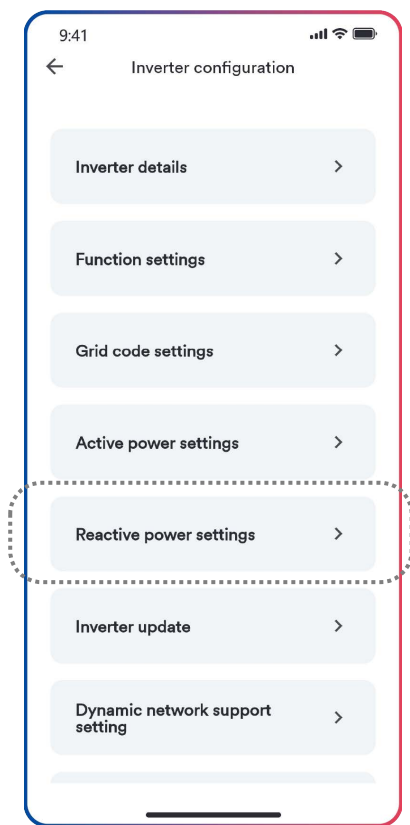 9:41
Inverter configuration
Inverter details
Function settings
Grid code settings
Active power settings
Reactive power settings
Inverter update
Dynamic network support
setting